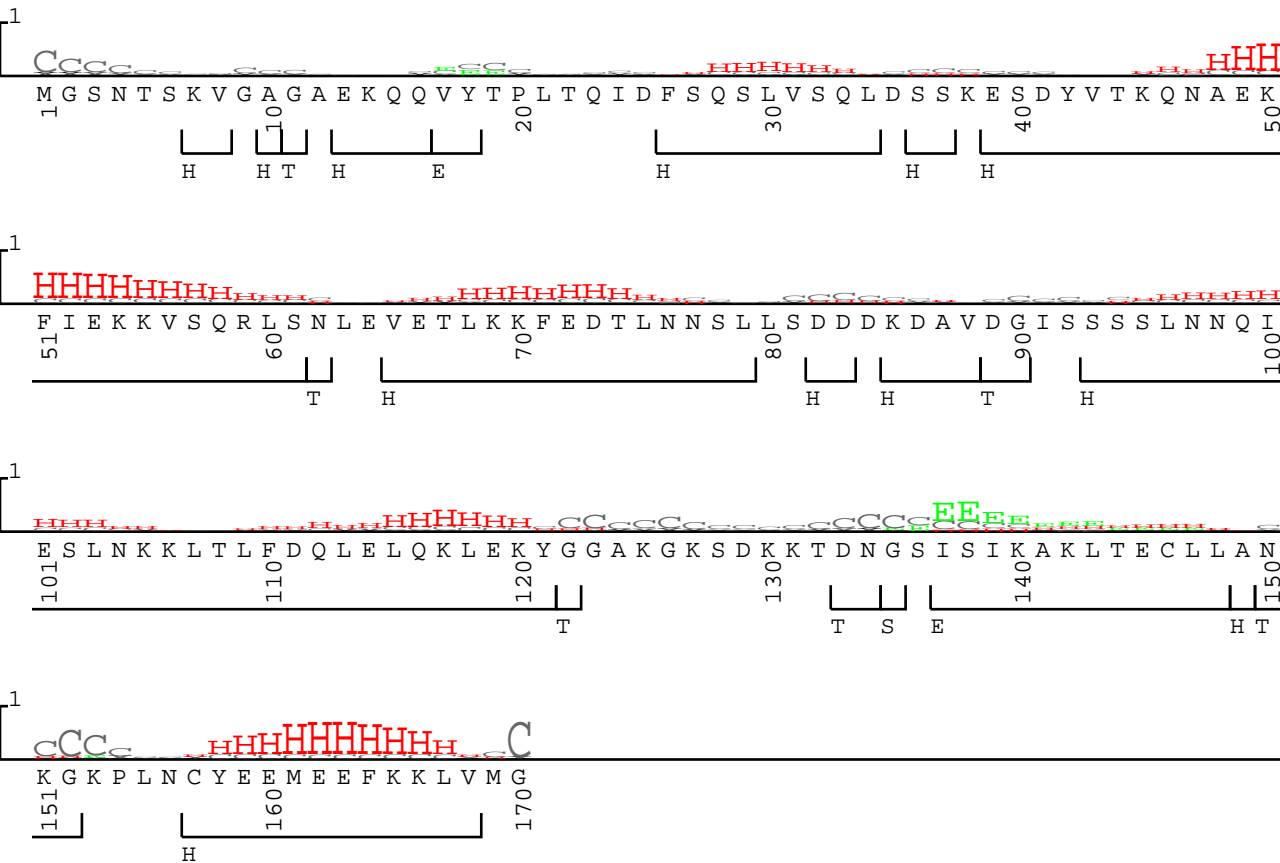 1
M G S N T S K V G A G A E K Q Q V Y T P L T Q I D F S Q S L V S Q L D S S K E S D Y V T K Q N A E K
1 10 20 30 40 50
H H T H E H H H
1
F I E K K V S Q R L S N L E V E T L K K F E D T L N N S L L S D D D K D A V D G I S S S S L N N Q I
51 60 70 80 90 100
T H H H T H
1
E S L N K K L T L F D Q L E L Q K L E K Y G G A K G K S D K K T D N G S I S I K A K L T E C L L A N
101 110 120 130 140 150
T T S E H T
1
K G K P L N C Y E E M E E F K K L V M G
151 160 170
H